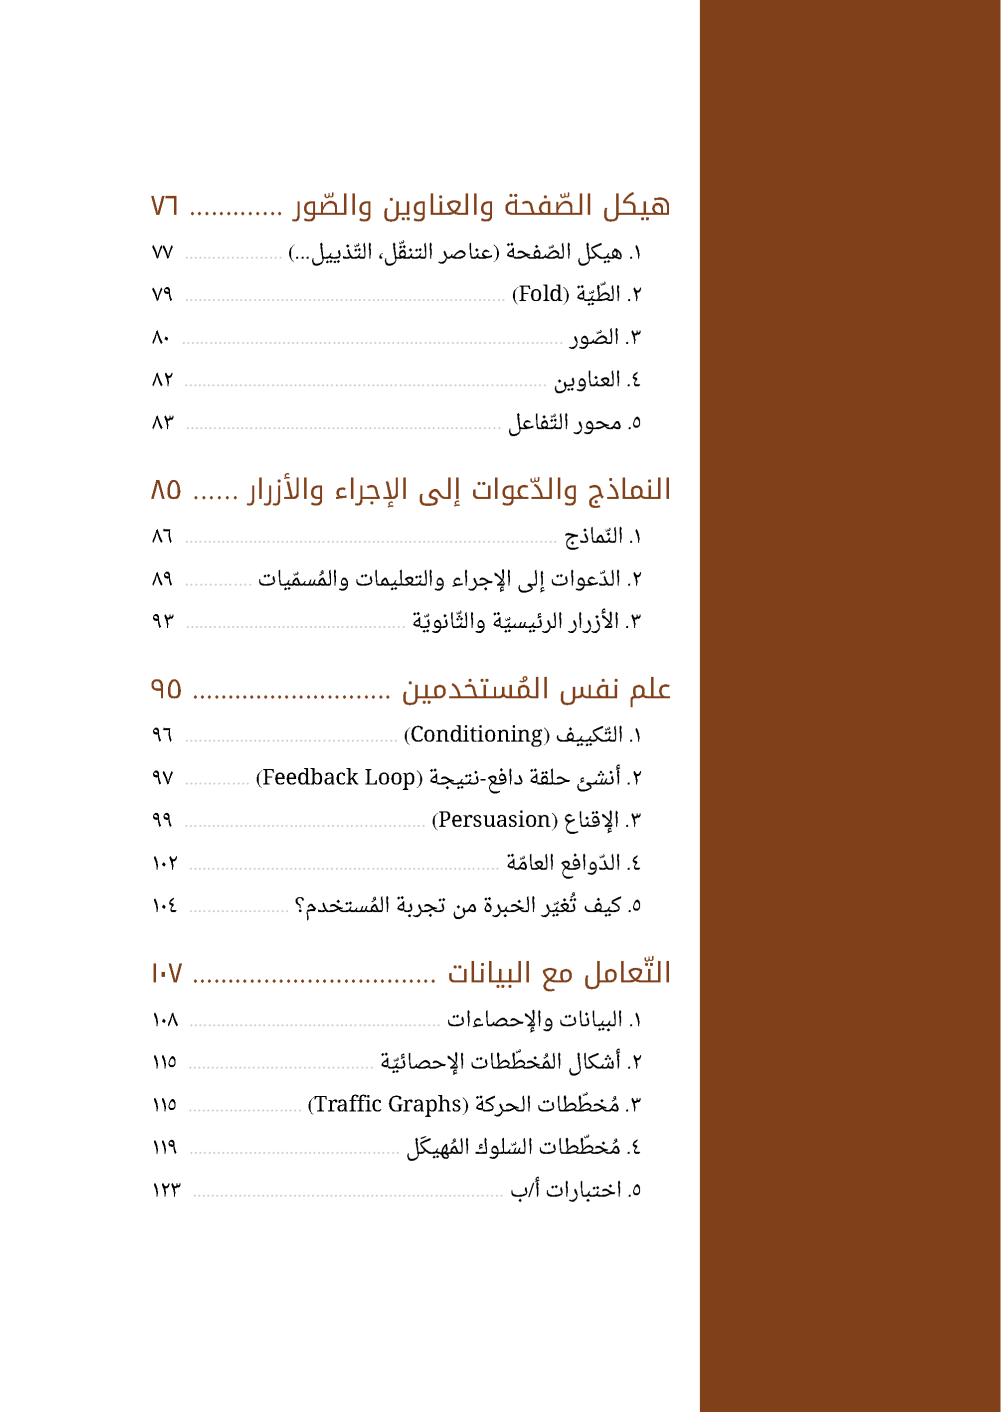 هيكل الصّفحة والعناوين والصّور ............. ٧٦
١. هيكل الصّفحة (عناصر التنقّل، التّذييل...) ..................... ٧٧
٢. الطّيّة (Fold) ..................... ٧٩
٣. الصّور ..................... ٨٠
٤. العناوين ..................... ٨٢
٥. محور التّفاعل ..................... ٨٣
النماذج والدّعوات إلى الإجراء والأزرار ...... ٨٥
١. النّماذج ..................... ٨٦
٢. الدّعوات إلى الإجراء والتعليمات والمُسمّيات ............... ٨٩
٣. الأزرار الرئيسيّة والثّانويّة ..................... ٩٣
علم نفس المُستخدمين ............................ ٩٥
١. التّكييف (Conditioning) ..................... ٩٦
٢. أنشئ حلقة دافع-نتيجة (Feedback Loop) .............. ٩٧
٣. الإقناع (Persuasion) ..................... ٩٩
٤. الدّوافع العامّة ..................... ١٠٢
٥. كيف تُغيّر الخبرة من تجربة المُستخدم؟ ..................... ١٠٤
التّعامل مع البيانات .................................. ١٠٧
١. البيانات والإحصاءات ..................... ١٠٨
٢. أشكال المُخطّطات الإحصائيّة ..................... ١١٥
٣. مُخطّطات الحركة (Traffic Graphs) ..................... ١١٥
٤. مُخطّطات السّلوك المُهيكَل ..................... ١١٩
٥. اختبارات أ/ب ..................... ١٢٣